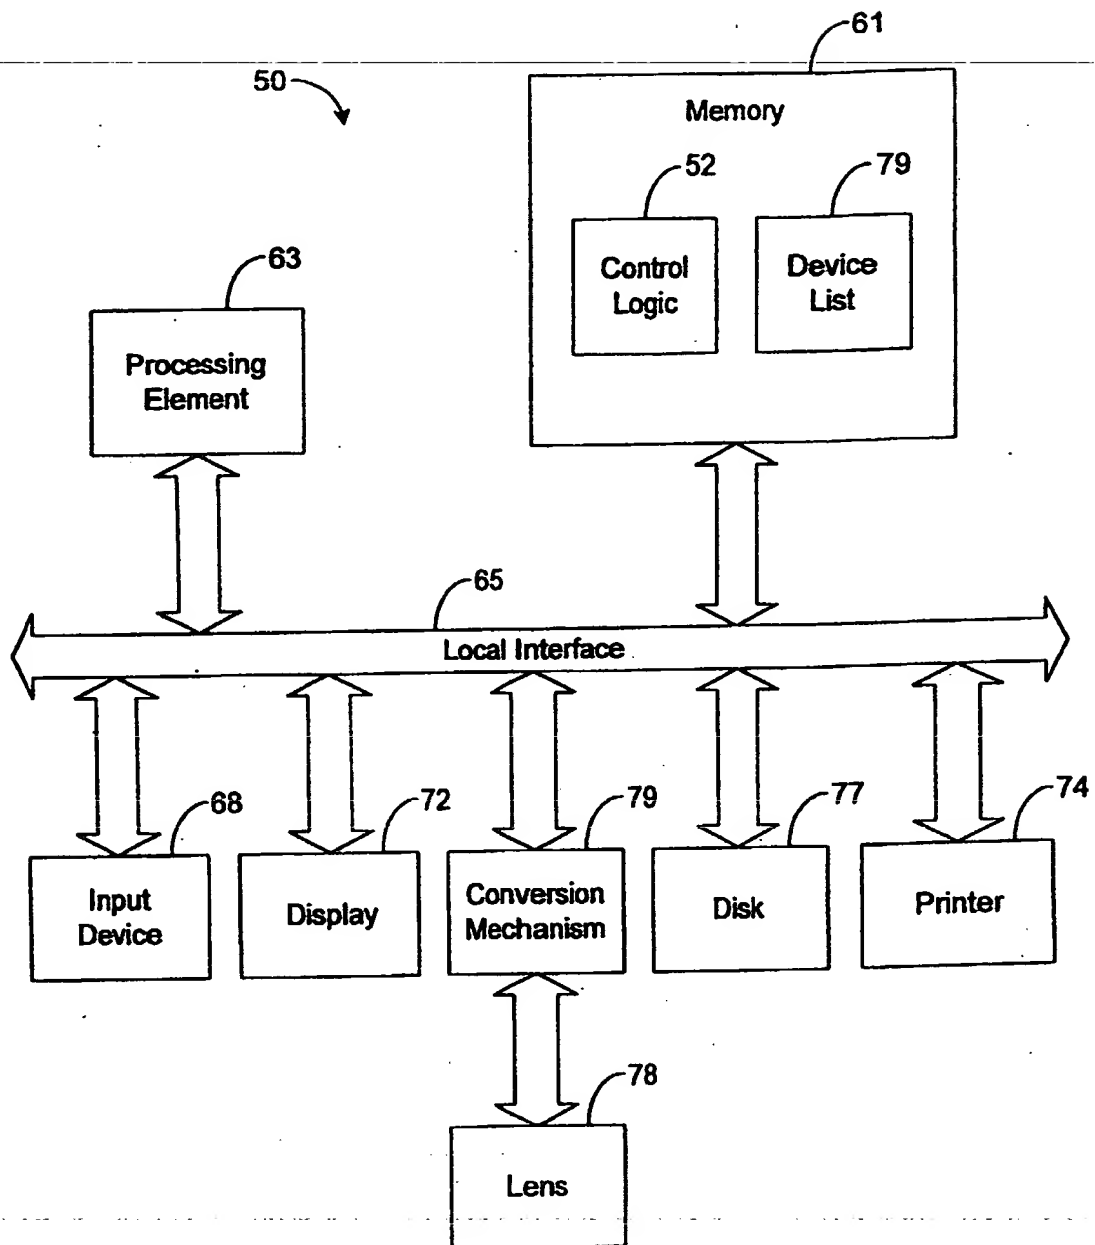 61
50
Memory
52
79
Control
Logic
Device
List
63
Processing
Element
65
Local Interface
68
72
79
77
74
Input
Device
Display
Conversion
Mechanism
Disk
Printer
78
Lens